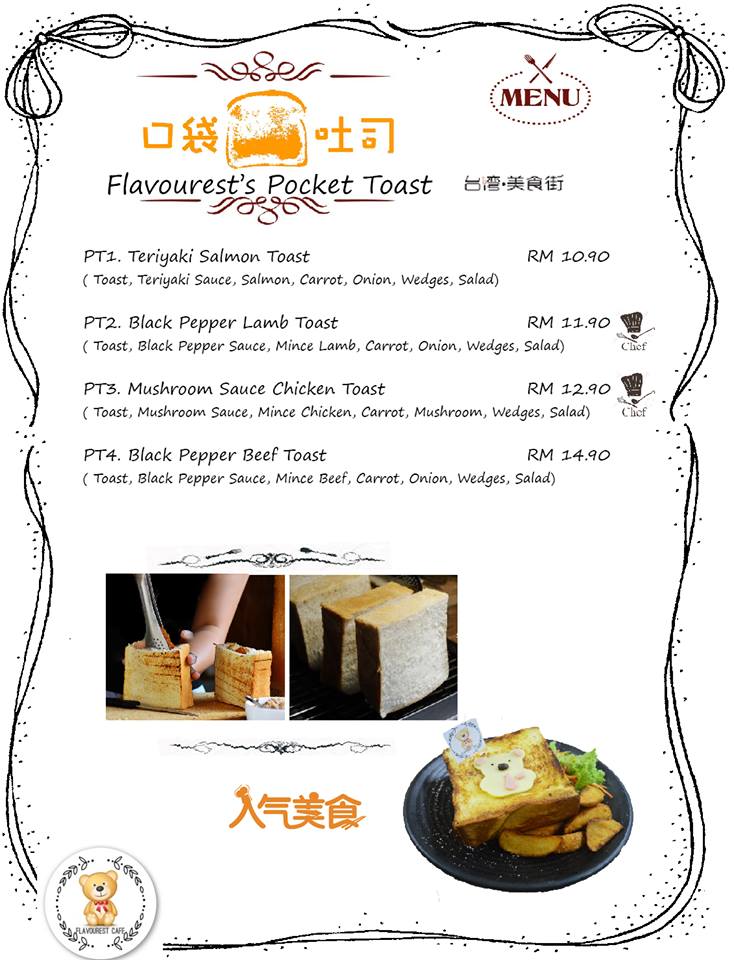 MENU
口袋吐司
Flavourest's Pocket Toast
台湾·美食街
PT1. Teriyaki Salmon Toast RM 10.90
( Toast, Teriyaki Sauce, Salmon, Carrot, Onion, Wedges, Salad)
PT2. Black Pepper Lamb Toast RM 11.90
( Toast, Black Pepper Sauce, Mince Lamb, Carrot, Onion, Wedges, Salad)
Chef
PT3. Mushroom Sauce Chicken Toast RM 12.90
( Toast, Mushroom Sauce, Mince Chicken, Carrot, Mushroom, Wedges, Salad)
Chef
PT4. Black Pepper Beef Toast RM 14.90
( Toast, Black Pepper Sauce, Mince Beef, Carrot, Onion, Wedges, Salad)
人气美食
FLAVOUREST CAFE